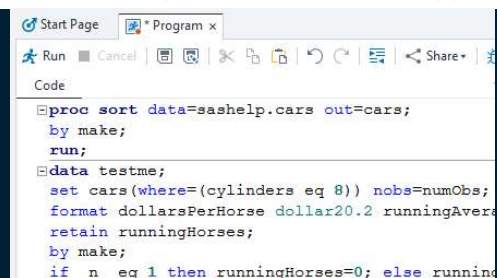 Start Page * Program x
Run Cancel Share
Code
proc sort data=sashelp.cars out=cars;
by make;
run;
data testme;
set cars(where=(cylinders eq 8)) nobs=numObs;
format dollarsPerHorse dollar20.2 runningAvera
retain runningHorses;
by make;
if _n_ eq 1 then runningHorses=0; else running